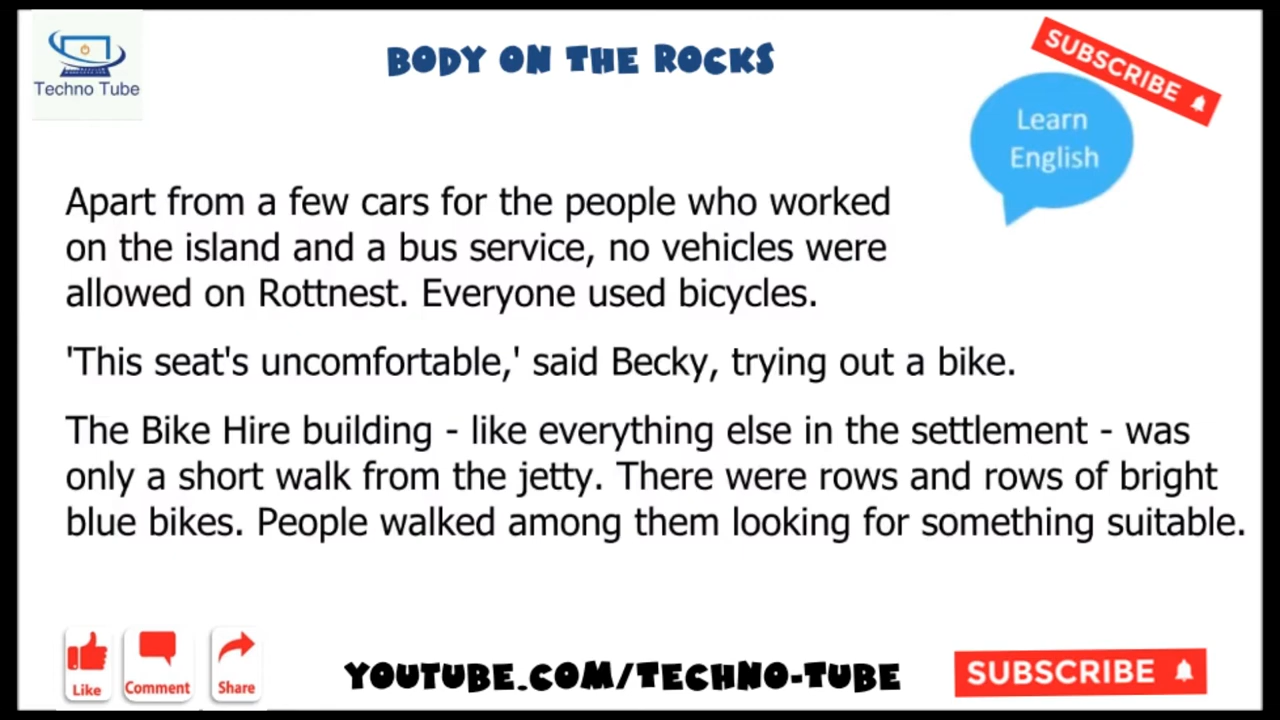 BODY ON THE ROCKS
SUBSCRIBE
Techno Tube
Learn
English
Apart from a few cars for the people who worked
on the island and a bus service, no vehicles were
allowed on Rottnest. Everyone used bicycles.
'This seat's uncomfortable,' said Becky, trying out a bike.
The Bike Hire building - like everything else in the settlement - was
only a short walk from the jetty. There were rows and rows of bright
blue bikes. People walked among them looking for something suitable.
Like
Comment
Share
YOUTUBE.COM/TECHNO-TUBE
SUBSCRIBE